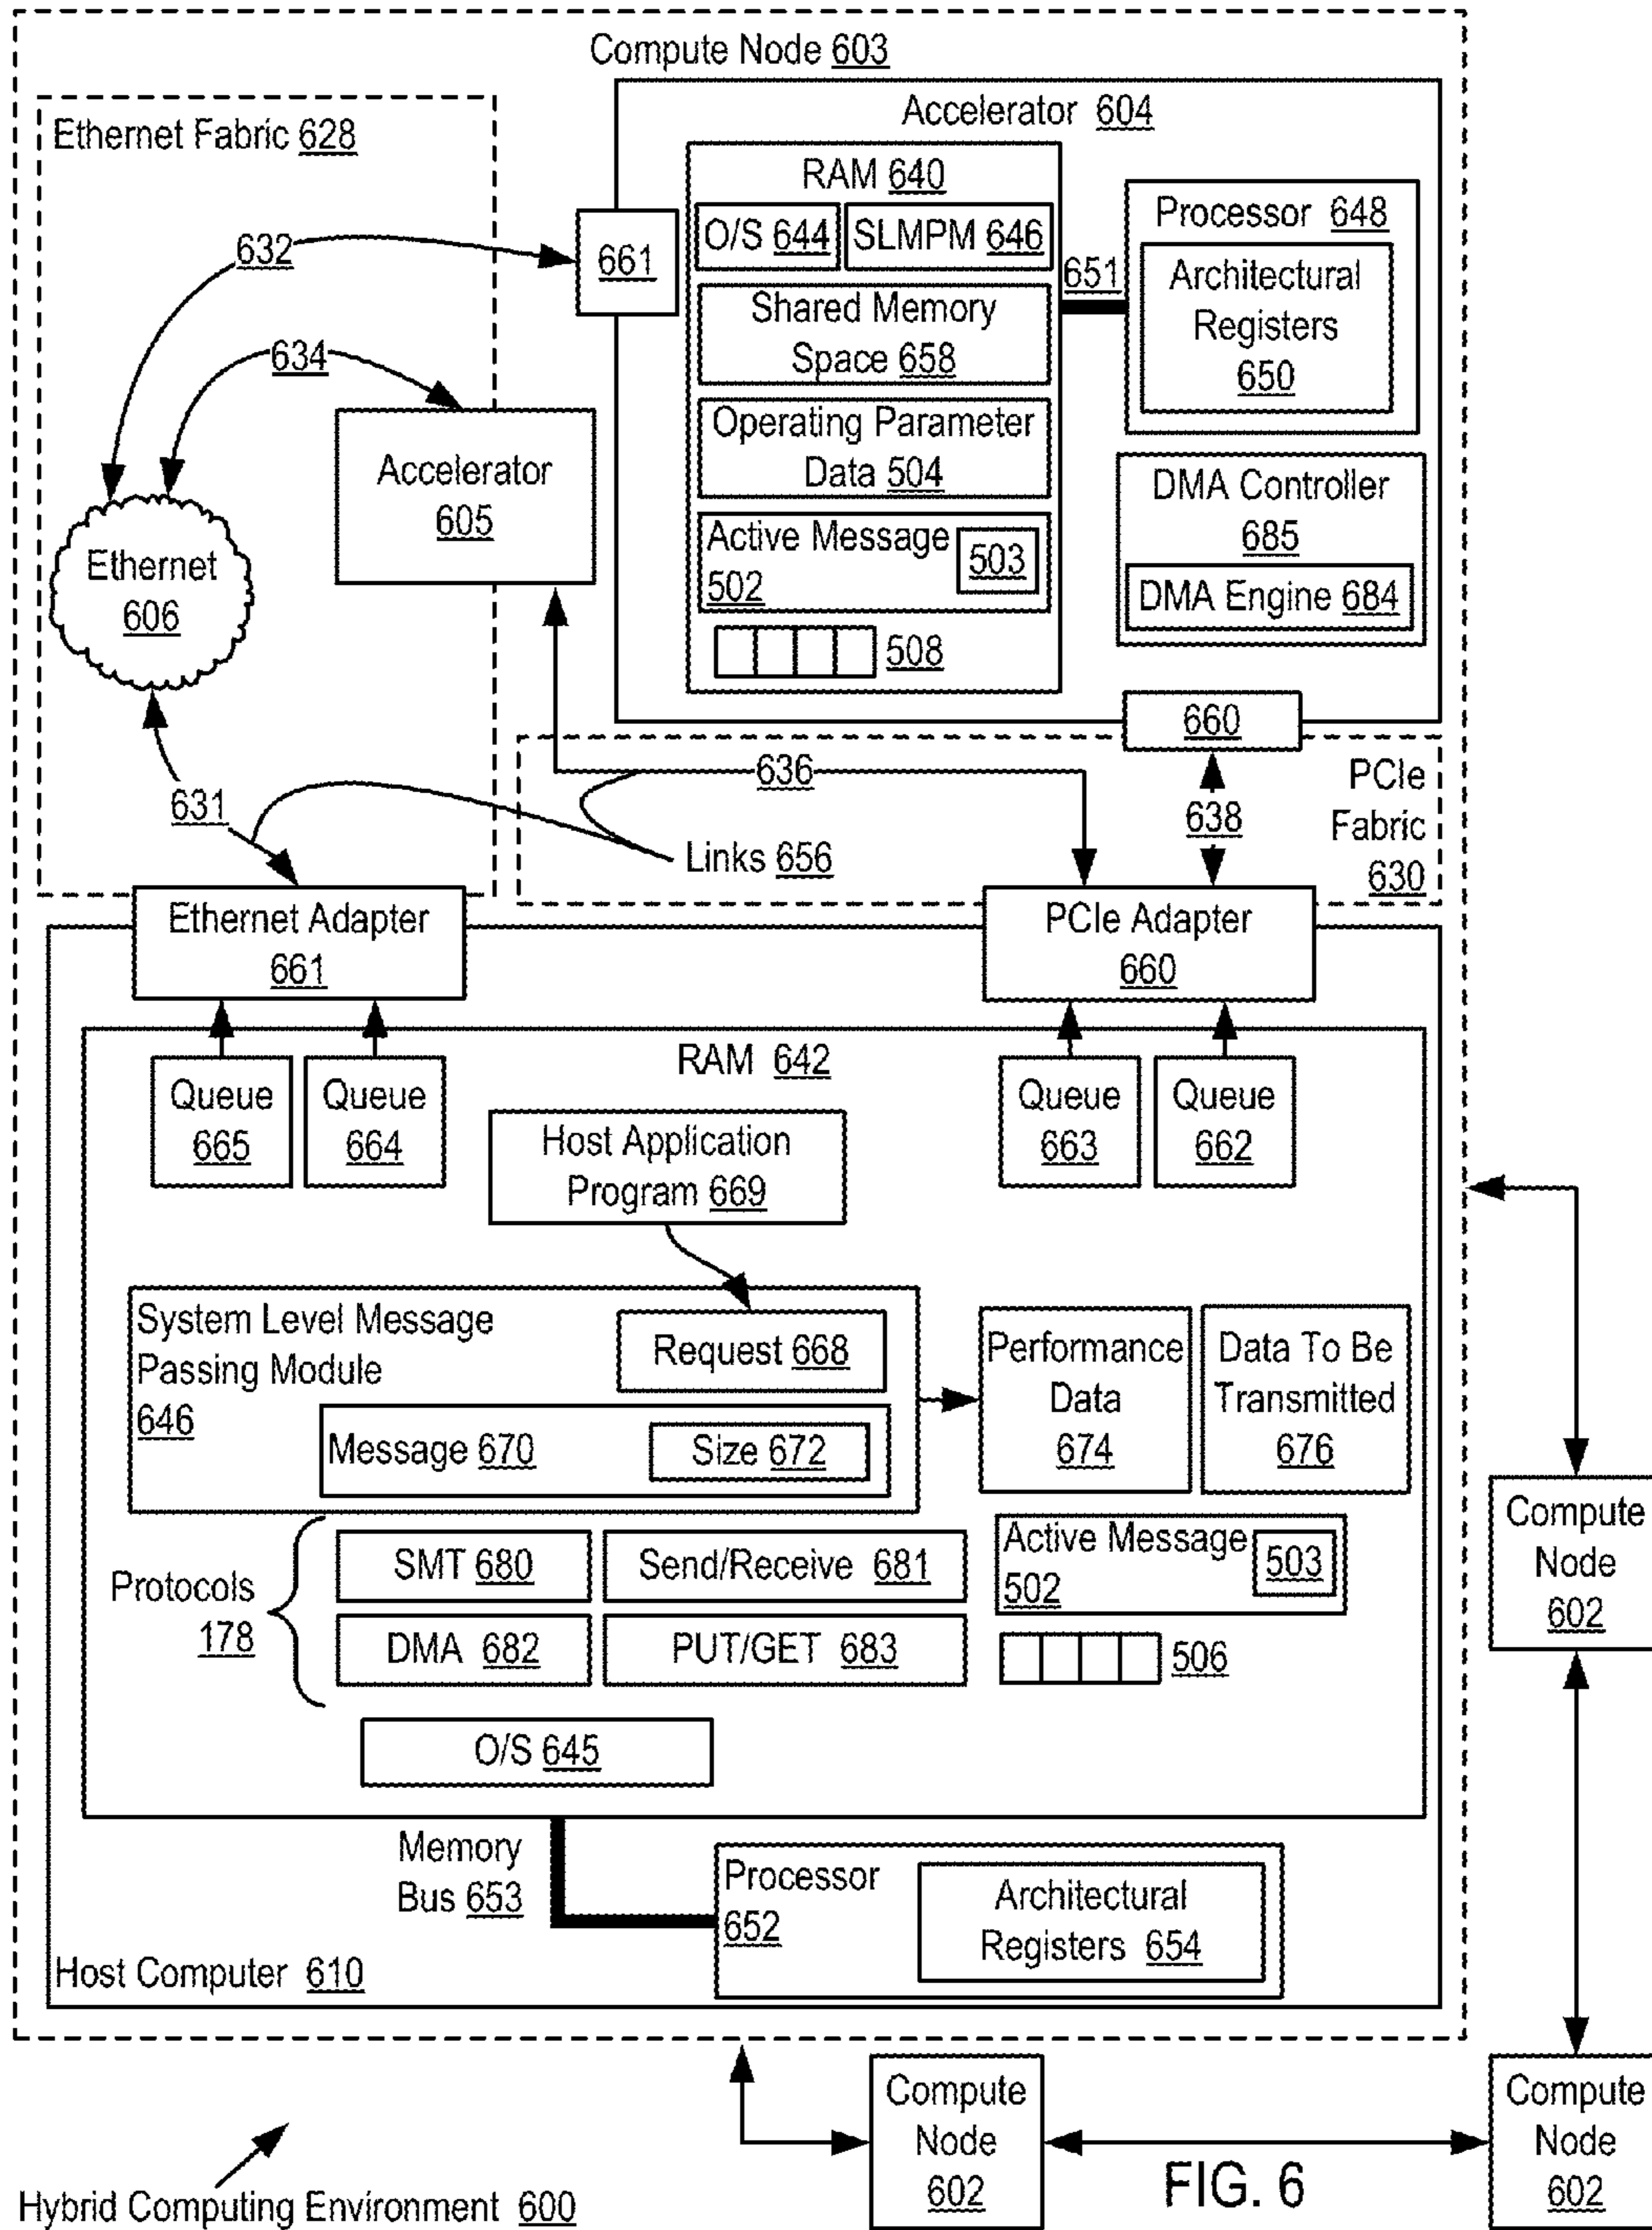 Compute Node 603
Ethernet Fabric 628
Accelerator 604
RAM 640
O/S 644
SLMPM 646
Shared Memory
Space 658
Operating Parameter
Data 504
Active Message
502
503
508
651
Processor 648
Architectural
Registers
650
DMA Controller
685
DMA Engine 684
661
632
634
Accelerator
605
Ethernet
606
631
636
Links 656
660
638
PCIe
Fabric
630
Ethernet Adapter
661
PCIe Adapter
660
RAM 642
Queue
665
Queue
664
Queue
663
Queue
662
Host Application
Program 669
System Level Message
Passing Module
646
Request 668
Message 670
Size 672
Performance
Data
674
Data To Be
Transmitted
676
Protocols
178
SMT 680
Send/Receive 681
DMA 682
PUT/GET 683
Active Message
502
503
506
O/S 645
Memory
Bus 653
Processor
652
Architectural
Registers 654
Host Computer 610
Compute
Node
602
Compute
Node
602
Compute
Node
602
FIG. 6
Hybrid Computing Environment 600